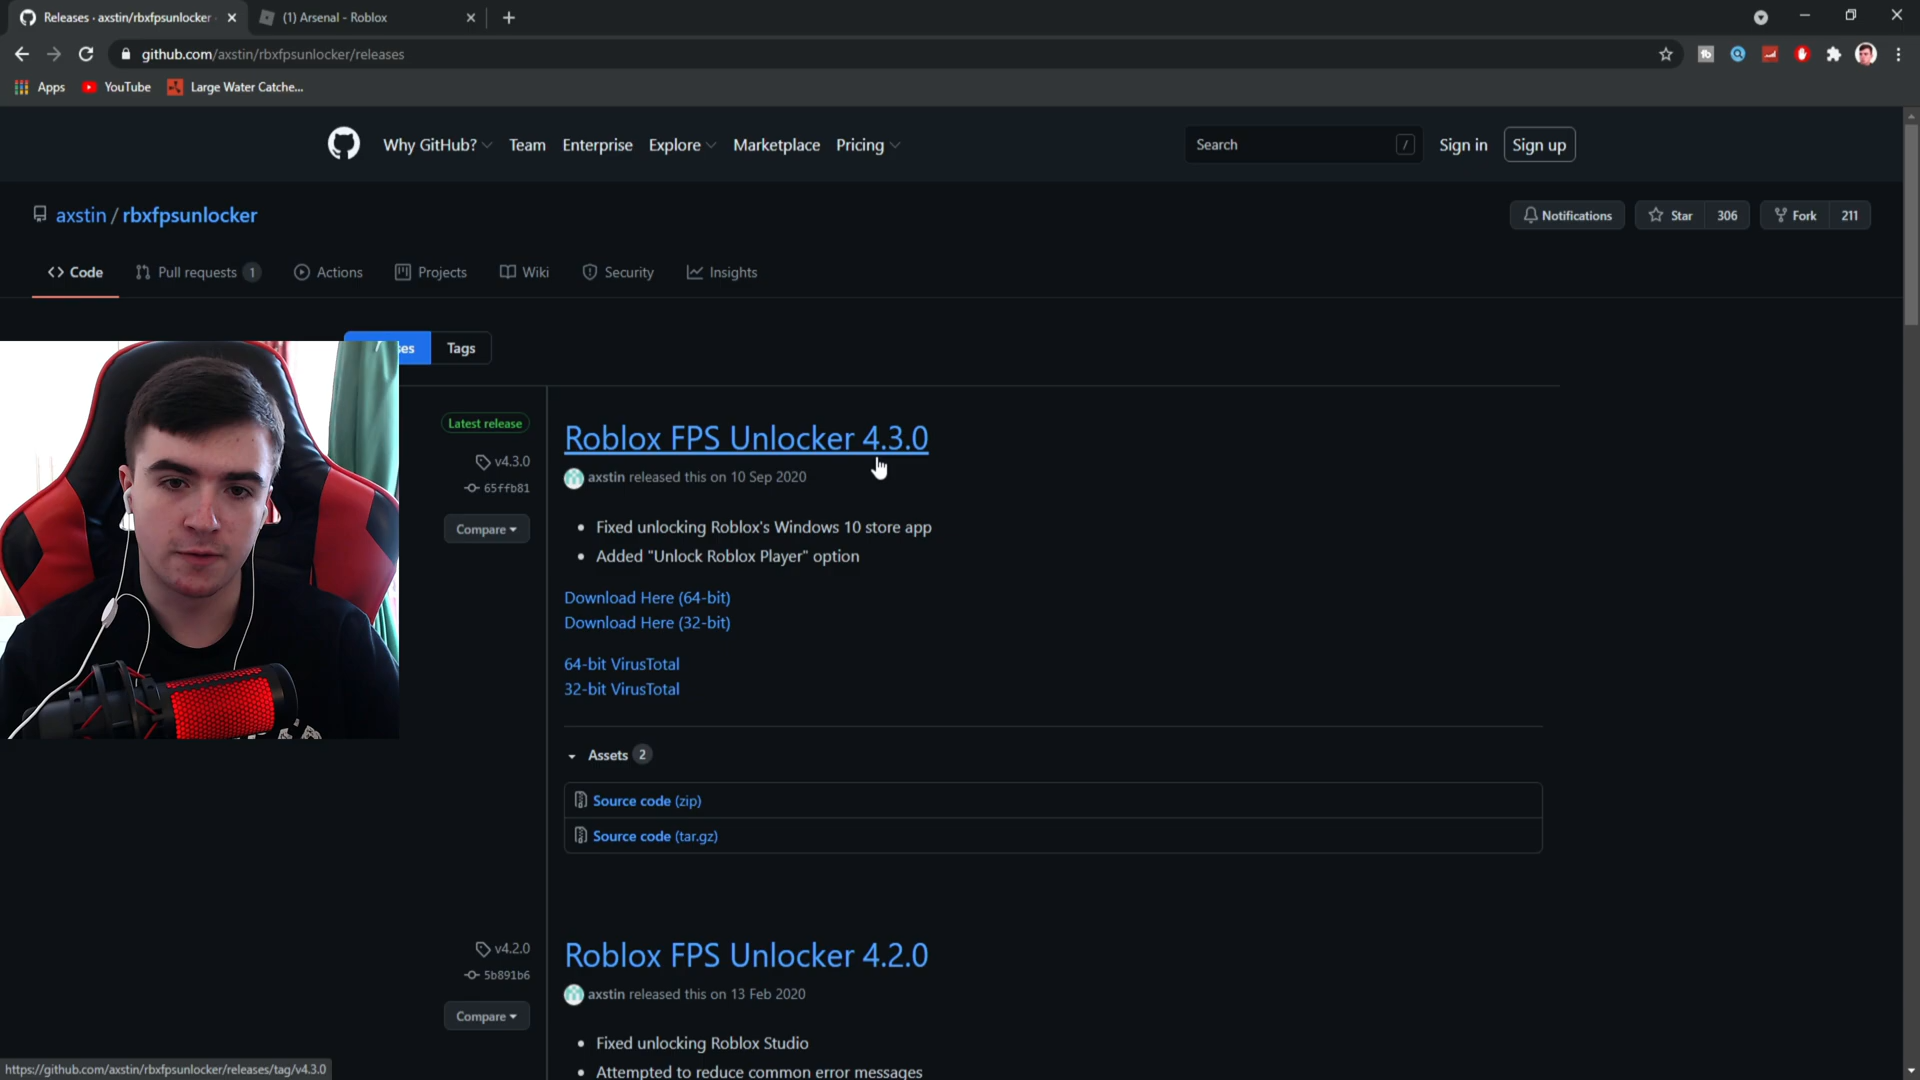 Releases · axstin/rbxfpsunlocker
(1) Arsenal - Roblox
github.com/axstin/rbxfpsunlocker/releases
Apps
YouTube
Large Water Catche...
Why GitHub?
Team
Enterprise
Explore
Marketplace
Pricing
Search
/
Sign in
Sign up
axstin / rbxfpsunlocker
Notifications
Star 306
Fork 211
Code
Pull requests 1
Actions
Projects
Wiki
Security
Insights
Tags
Latest release
v4.3.0
65ffb81
Compare
Roblox FPS Unlocker 4.3.0
axstin released this on 10 Sep 2020
• Fixed unlocking Roblox's Windows 10 store app
• Added "Unlock Roblox Player" option
Download Here (64-bit)
Download Here (32-bit)
64-bit VirusTotal
32-bit VirusTotal
Assets 2
Source code (zip)
Source code (tar.gz)
v4.2.0
5b891b6
Compare
Roblox FPS Unlocker 4.2.0
axstin released this on 13 Feb 2020
• Fixed unlocking Roblox Studio
• Attempted to reduce common error messages
https://github.com/axstin/rbxfpsunlocker/releases/tag/v4.3.0